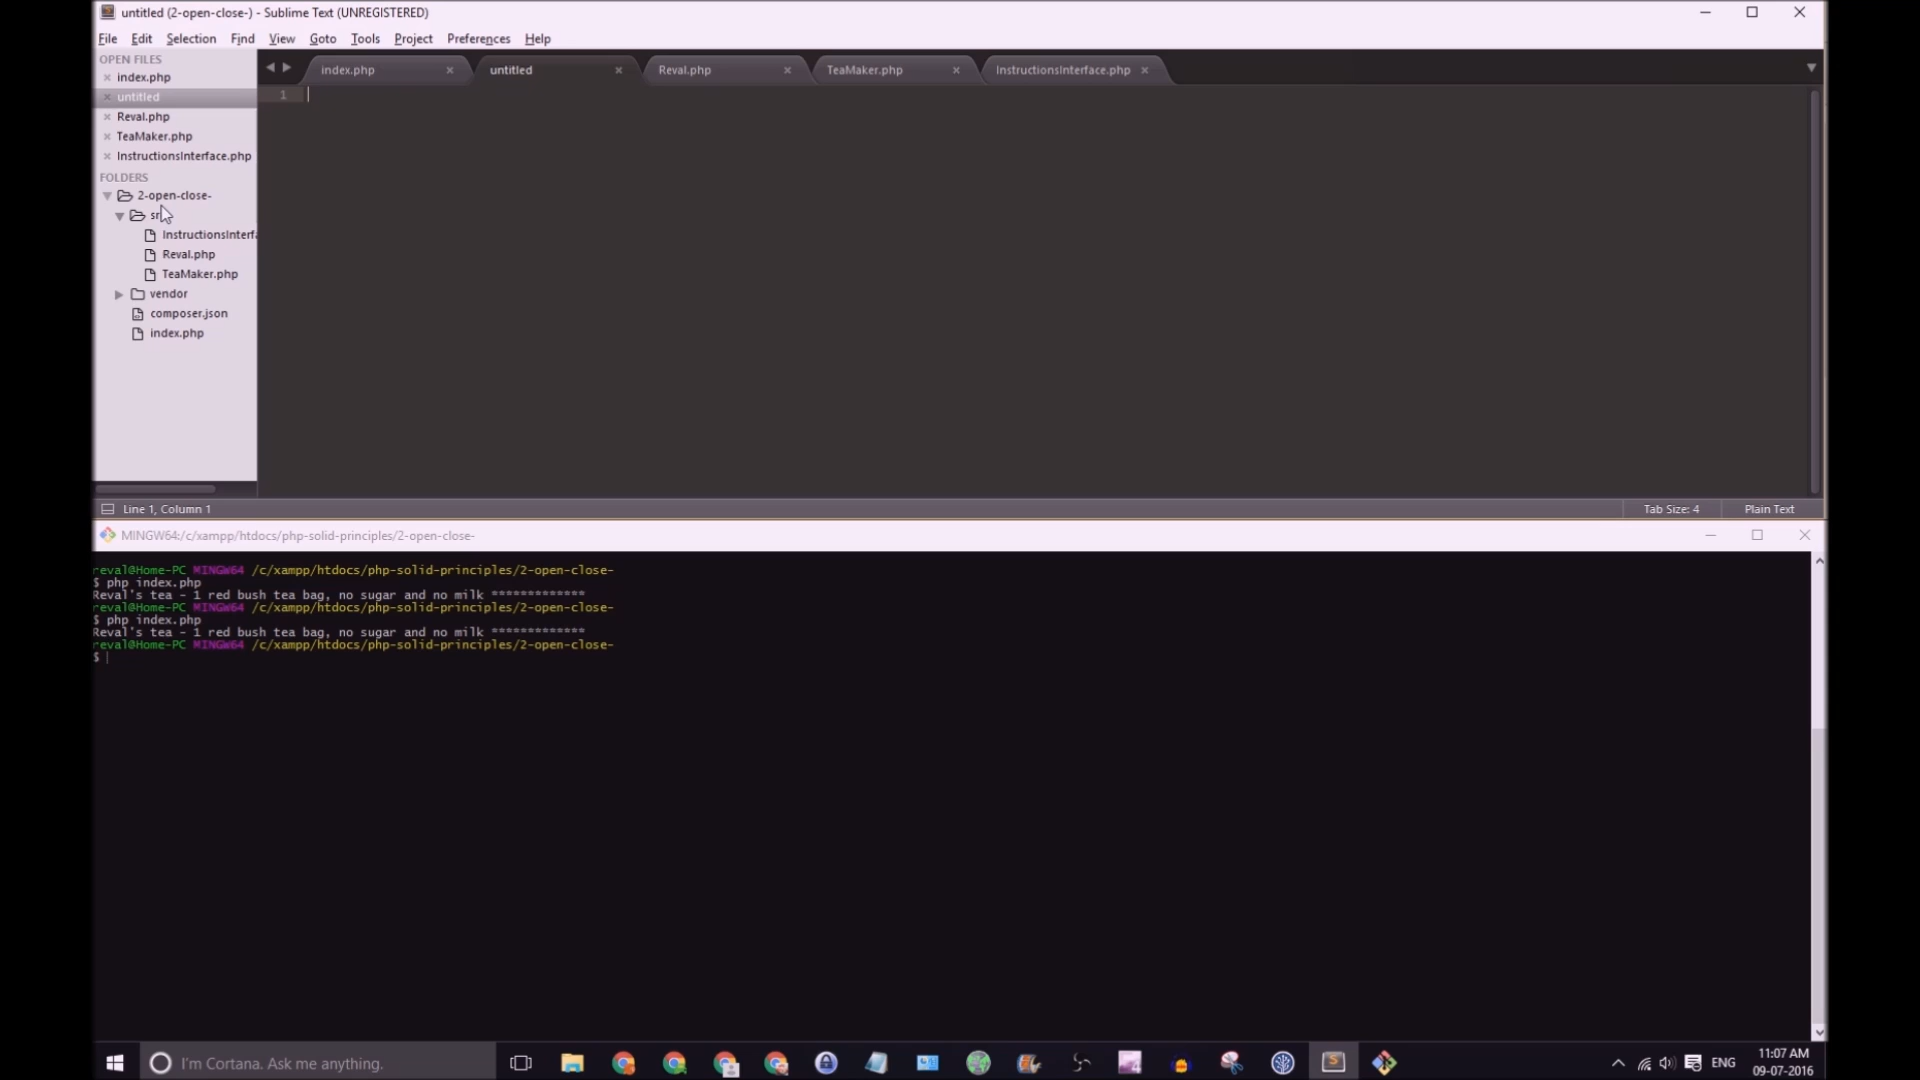 untitled (2-open-close-) - Sublime Text (UNREGISTERED)
File Edit Selection Find View Goto Tools Project Preferences Help
OPEN FILES
index.php
untitled
Reval.php
TeaMaker.php
InstructionsInterface.php
FOLDERS
2-open-close-
InstructionsInterfa
Reval.php
TeaMaker.php
vendor
composer.json
index.php
index.php untitled Reval.php TeaMaker.php InstructionsInterface.php
1
Line 1, Column 1 Tab Size: 4 Plain Text
MINGW64:/c/xampp/htdocs/php-solid-principles/2-open-close-
reval@Home-PC MINGW64 /c/xampp/htdocs/php-solid-principles/2-open-close-
$ php index.php
Reval's tea - 1 red bush tea bag, no sugar and no milk *************
reval@Home-PC MINGW64 /c/xampp/htdocs/php-solid-principles/2-open-close-
$ php index.php
Reval's tea - 1 red bush tea bag, no sugar and no milk *************
reval@Home-PC MINGW64 /c/xampp/htdocs/php-solid-principles/2-open-close-
$
I'm Cortana. Ask me anything.
ENG
11:07 AM
09-07-2016